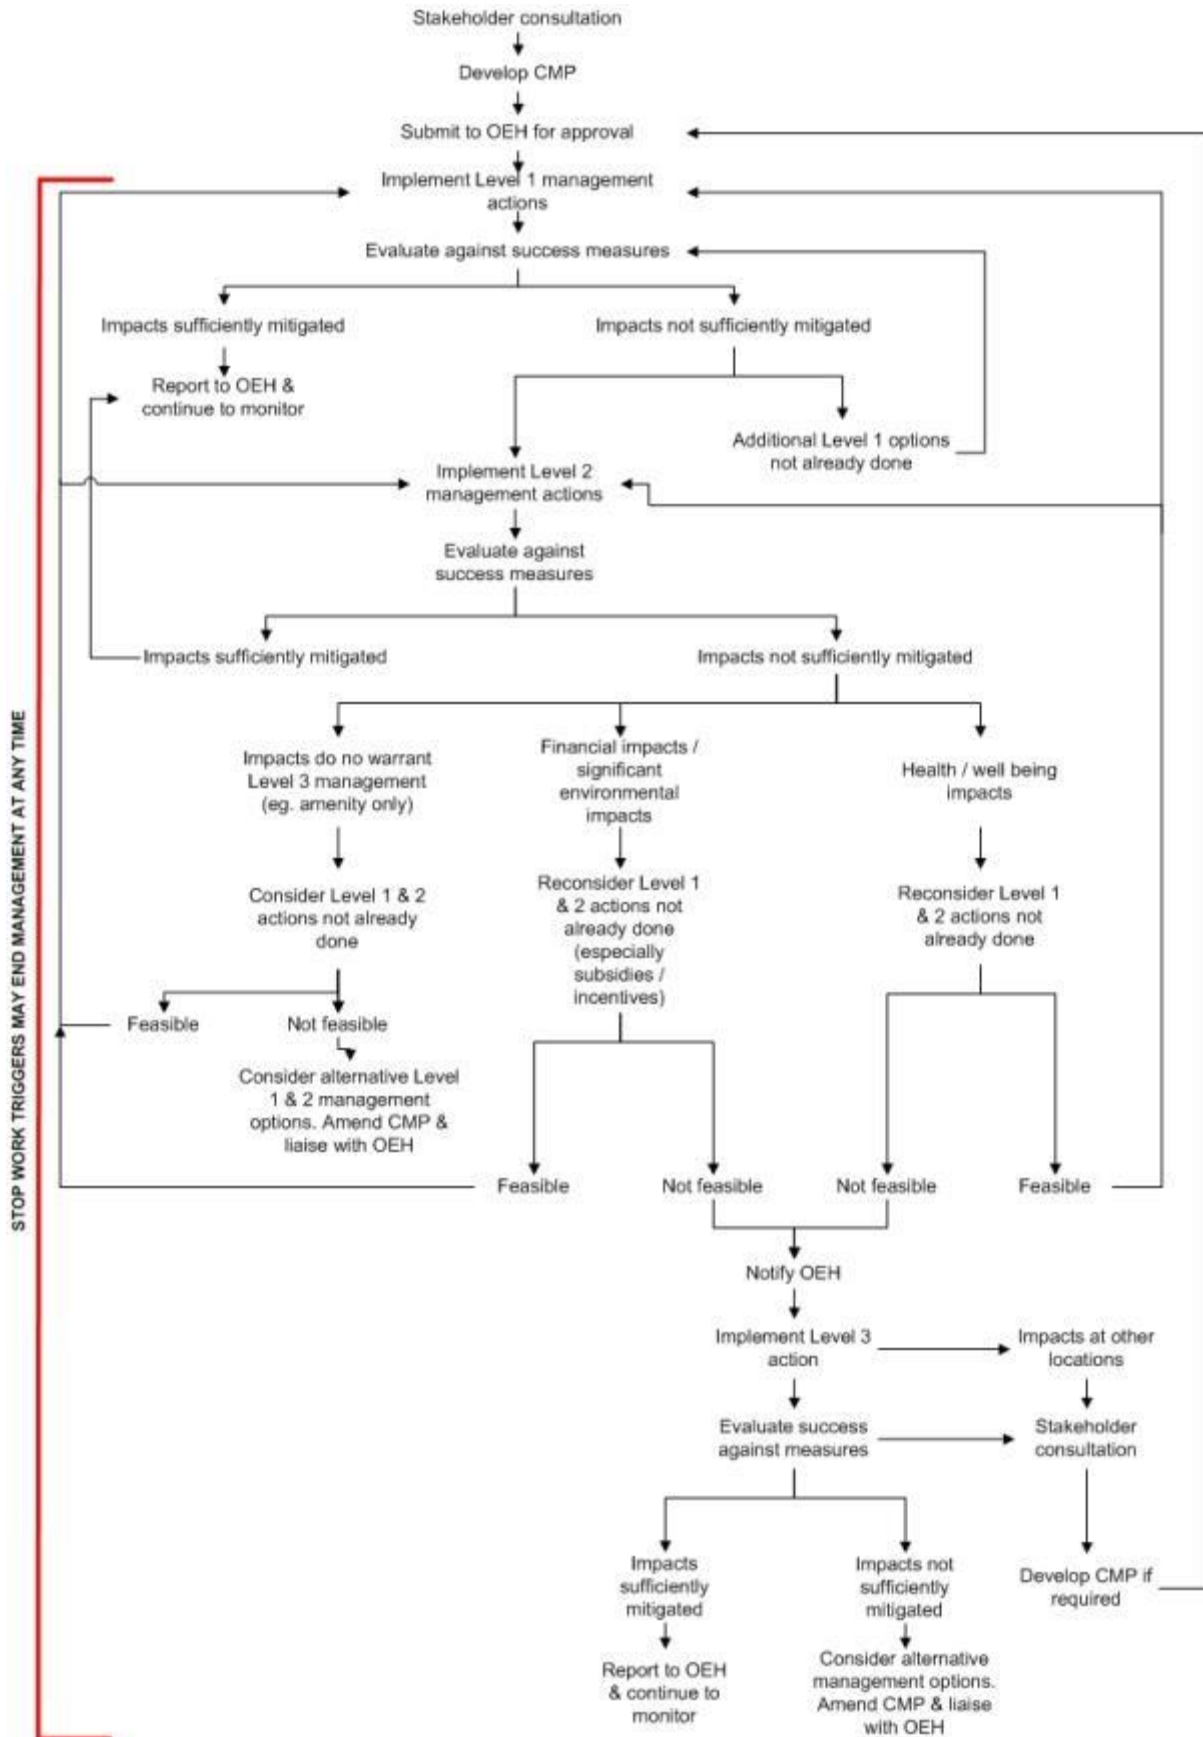 Stakeholder consultation
Develop CMP
Submit to OEH for approval
Implement Level 1 management
actions
Evaluate against success measures
Impacts sufficiently mitigated
Impacts not sufficiently mitigated
Report to OEH &
continue to monitor
Additional Level 1 options
not already done
Implement Level 2
management actions
Evaluate against
success measures
Impacts sufficiently mitigated
Impacts not sufficiently mitigated
STOP WORK TRIGGERS MAY END MANAGEMENT AT ANY TIME
Impacts do no warrant
Level 3 management
(eg. amenity only)
Financial impacts /
significant
environmental
impacts
Health / well being
impacts
Consider Level 1 & 2
actions not already
done
Reconsider Level 1
& 2 actions not
already done
(especially
subsidies /
incentives)
Reconsider Level 1
& 2 actions not
already done
Feasible
Not feasible
Consider alternative Level
1 & 2 management
options. Amend CMP &
liaise with OEH
Feasible
Not feasible
Not feasible
Feasible
Notify OEH
Implement Level 3
action
Impacts at other
locations
Evaluate success
against measures
Stakeholder
consultation
Impacts
sufficiently
mitigated
Impacts not
sufficiently
mitigated
Develop CMP if
required
Report to OEH
& continue to
monitor
Consider alternative
management options.
Amend CMP & liaise
with OEH